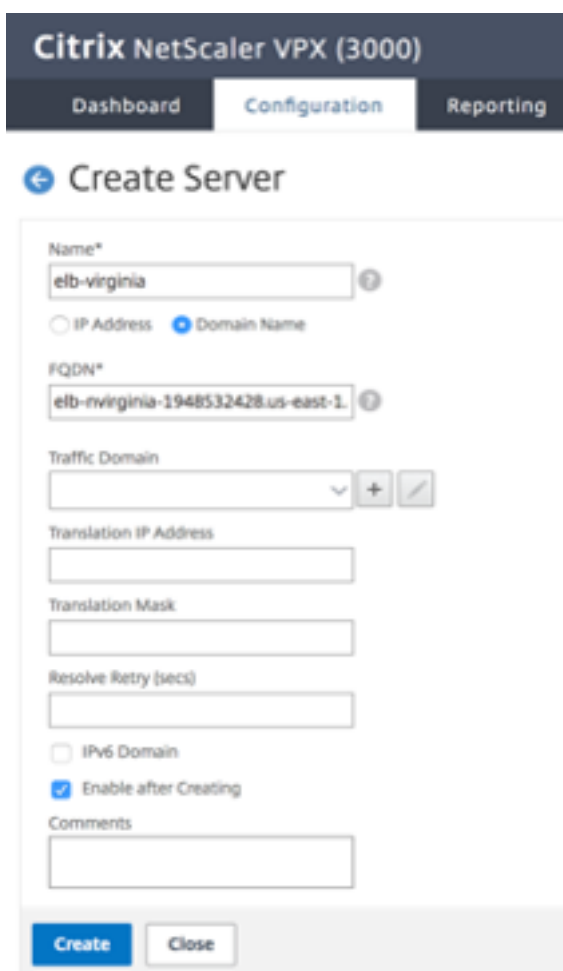 Citrix NetScaler VPX (3000)
Dashboard Configuration Reporting
Create Server
Name*
elb-virginia
IP Address Domain Name
FQDN*
elb-nvirginia-1948532428.us-east-1.
Traffic Domain
Translation IP Address
Translation Mask
Resolve Retry (secs)
IPv6 Domain
Enable after Creating
Comments
Create Close